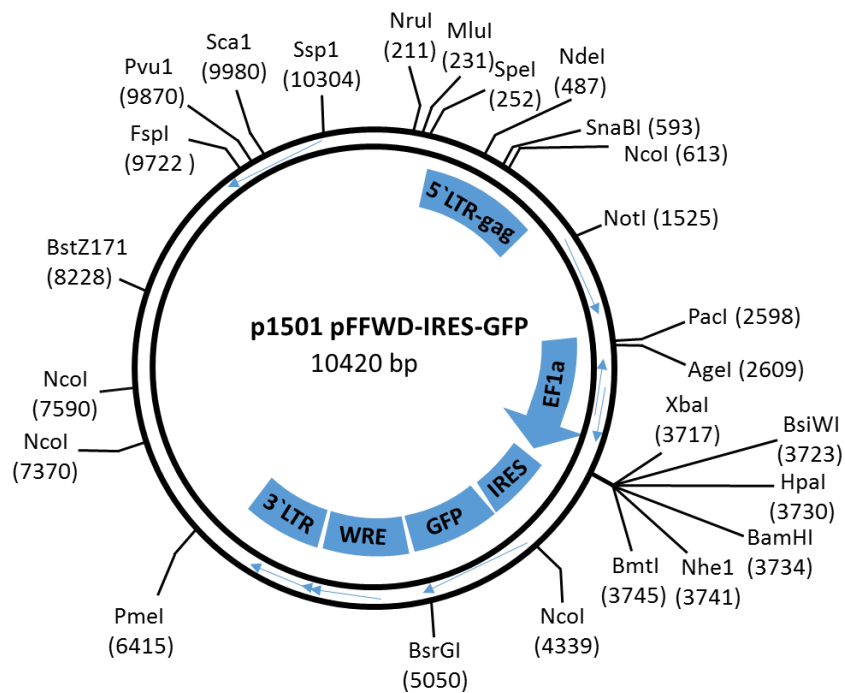 NruI
(211)
MluI
(231)
SpeI
(252)
NdeI
(487)
SnaBI (593)
NcoI (613)
NotI (1525)
PacI (2598)
AgeI (2609)
XbaI
(3717)
BsiWI
(3723)
HpaI
(3730)
BamHI
(3734)
Nhe1
(3741)
BmtI
(3745)
NcoI
(4339)
BsrGI
(5050)
PmeI
(6415)
NcoI
(7370)
NcoI
(7590)
BstZ171
(8228)
FspI
(9722 )
Pvu1
(9870)
Sca1
(9980)
Ssp1
(10304)
5`LTR-gag
p1501 pFFWD-IRES-GFP
10420 bp
EF1a
IRES
GFP
WRE
3`LTR